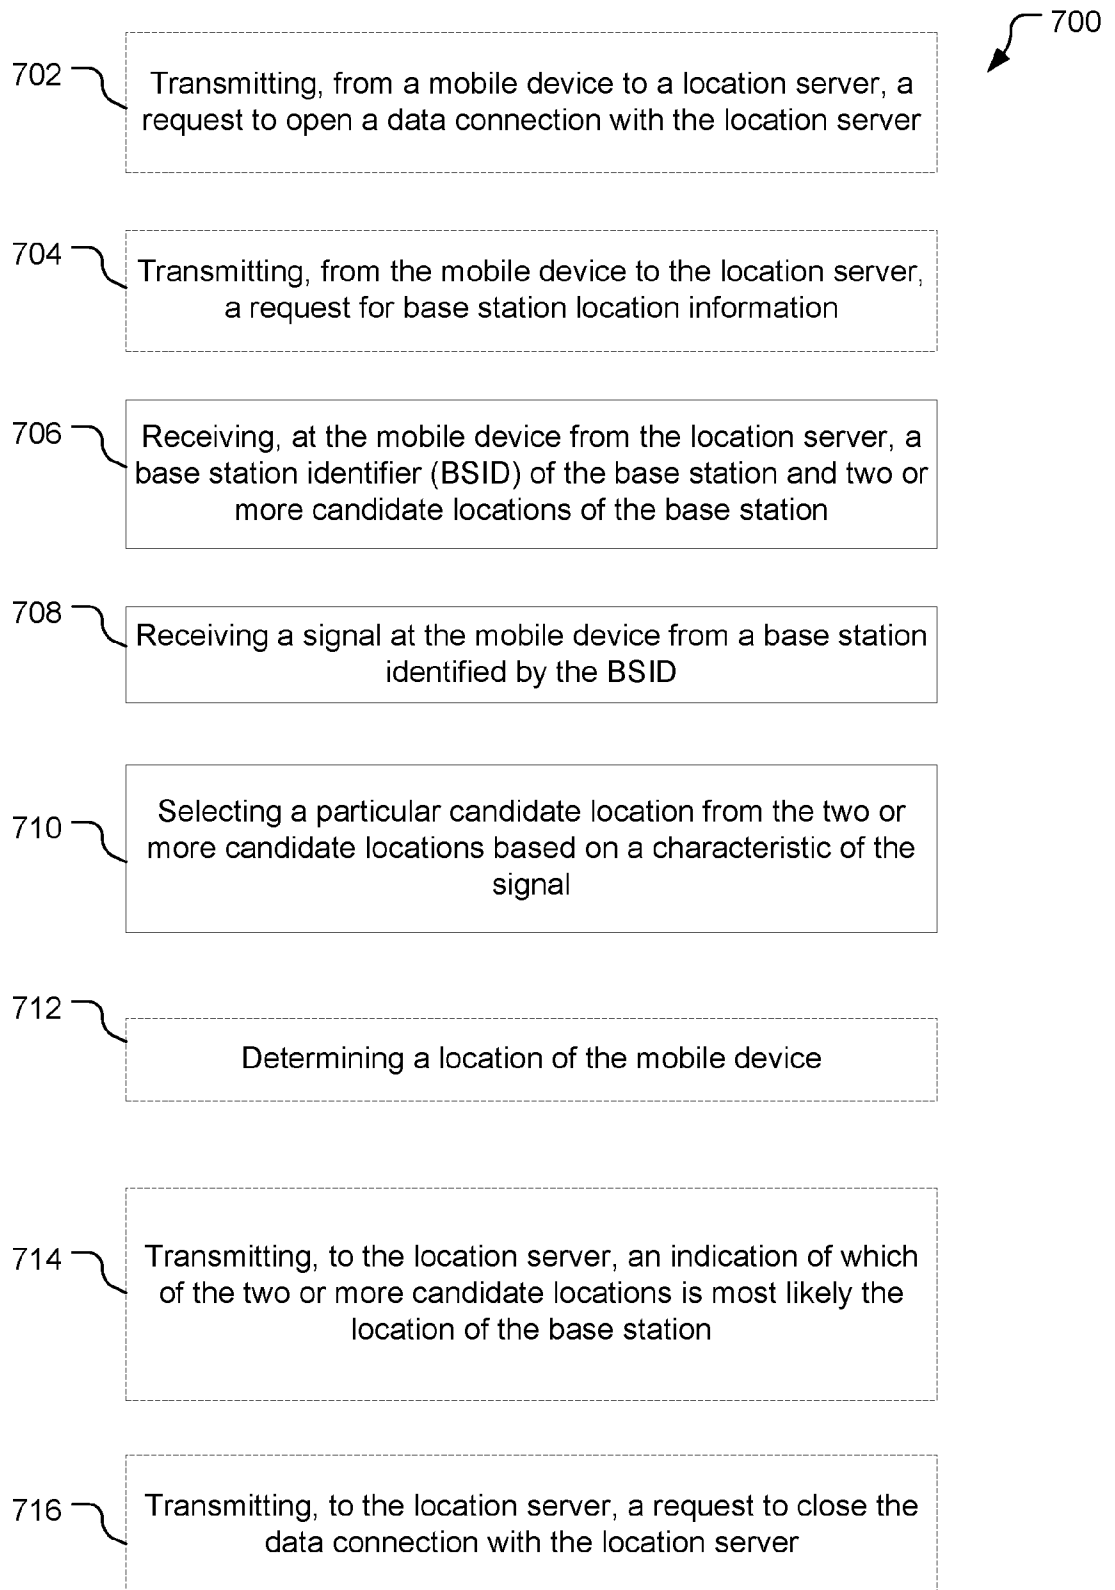 700
702
Transmitting, from a mobile device to a location server, a
request to open a data connection with the location server
704
Transmitting, from the mobile device to the location server,
a request for base station location information
706
Receiving, at the mobile device from the location server, a
base station identifier (BSID) of the base station and two or
more candidate locations of the base station
708
Receiving a signal at the mobile device from a base station
identified by the BSID
710
Selecting a particular candidate location from the two or
more candidate locations based on a characteristic of the
signal
712
Determining a location of the mobile device
714
Transmitting, to the location server, an indication of which
of the two or more candidate locations is most likely the
location of the base station
716
Transmitting, to the location server, a request to close the
data connection with the location server